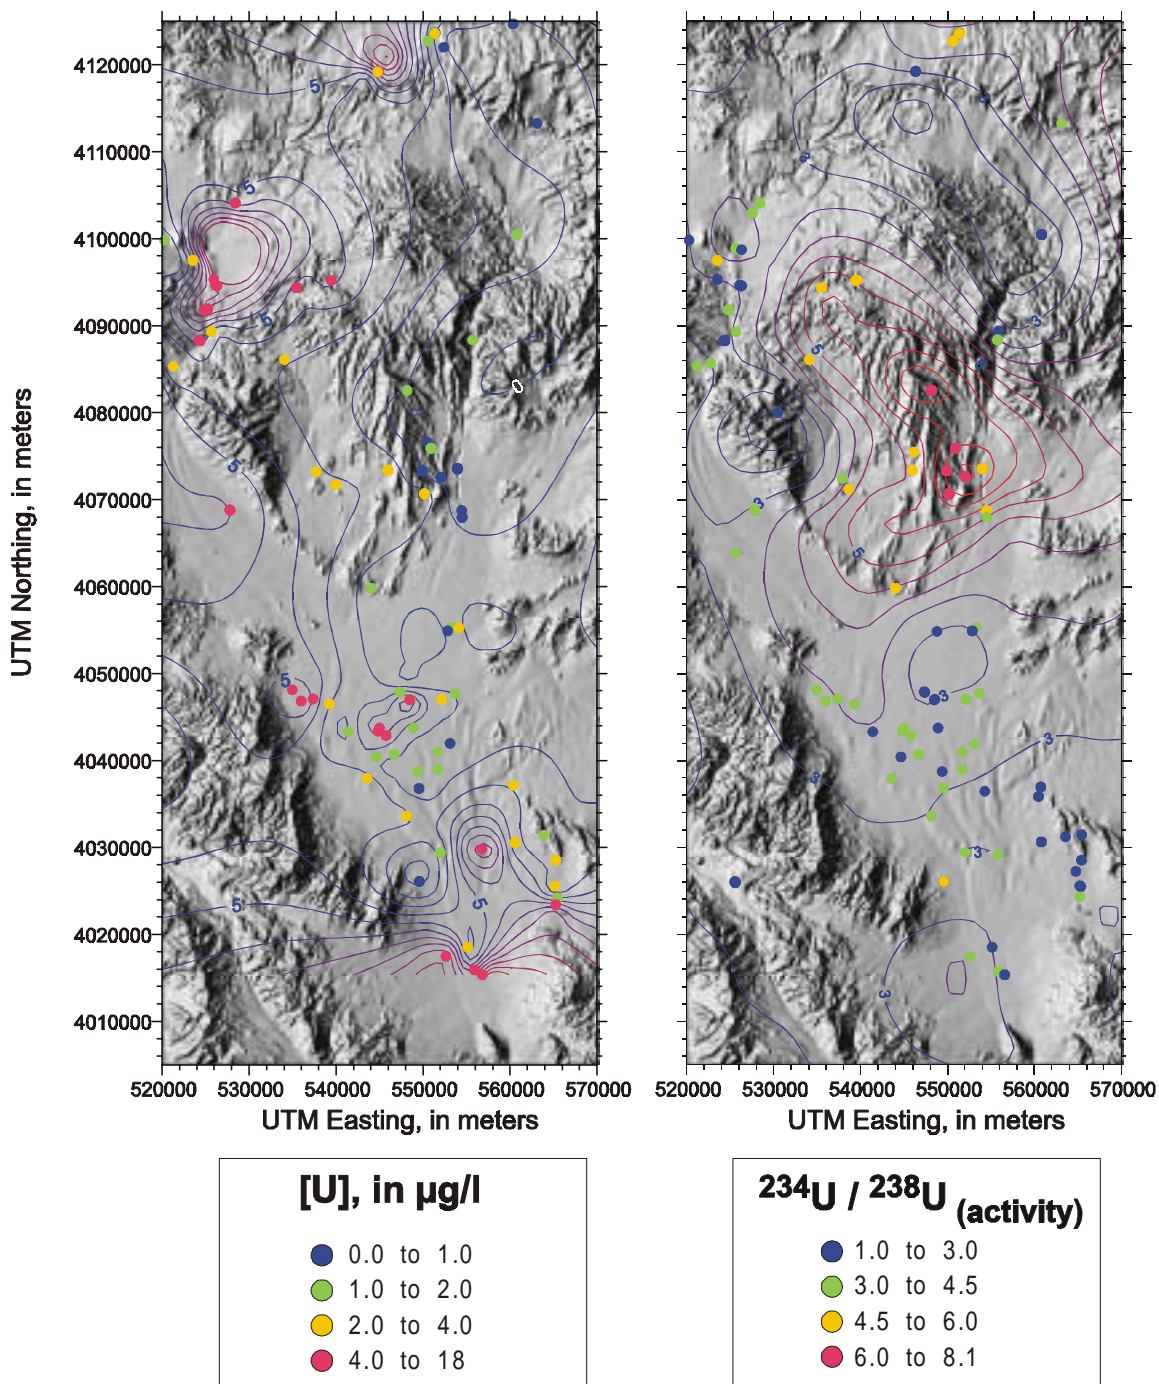 4120000
4110000
4100000
4090000
4080000
4070000
4060000
4050000
4040000
4030000
4020000
4010000
UTM Northing, in meters
5
5
5
0
5
5
5
5
3
3
3
3
5
3
5
3
3
3
3
3
520000 530000 540000 550000 560000 570000
UTM Easting, in meters
520000 530000 540000 550000 560000 570000
UTM Easting, in meters
[U], in µg/l
0.0 to 1.0
1.0 to 2.0
2.0 to 4.0
4.0 to 18
234U / 238U (activity)
1.0 to 3.0
3.0 to 4.5
4.5 to 6.0
6.0 to 8.1